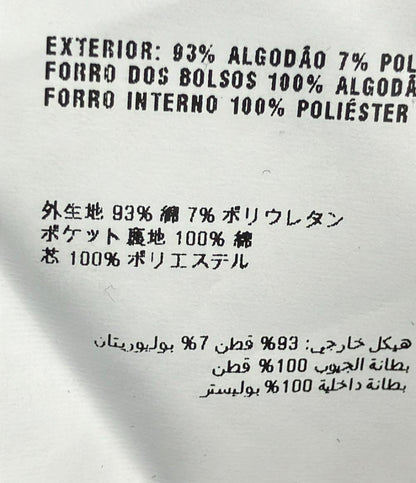 EXTERIOR: 93% ALGODÃO 7% POL
FORRO DOS BOLSOS 100% ALGODÃ
FORRO INTERNO 100% POLIÉSTER
外生地 93% 綿 7% ポリウレタン
ポケット裏地 100% 綿
芯 100% ポリエステル
هيكل خارجي: 93% قطن 7% بوليوريتان
بطانة الجيوب 100% قطن
بطانة داخلية 100% بوليستر